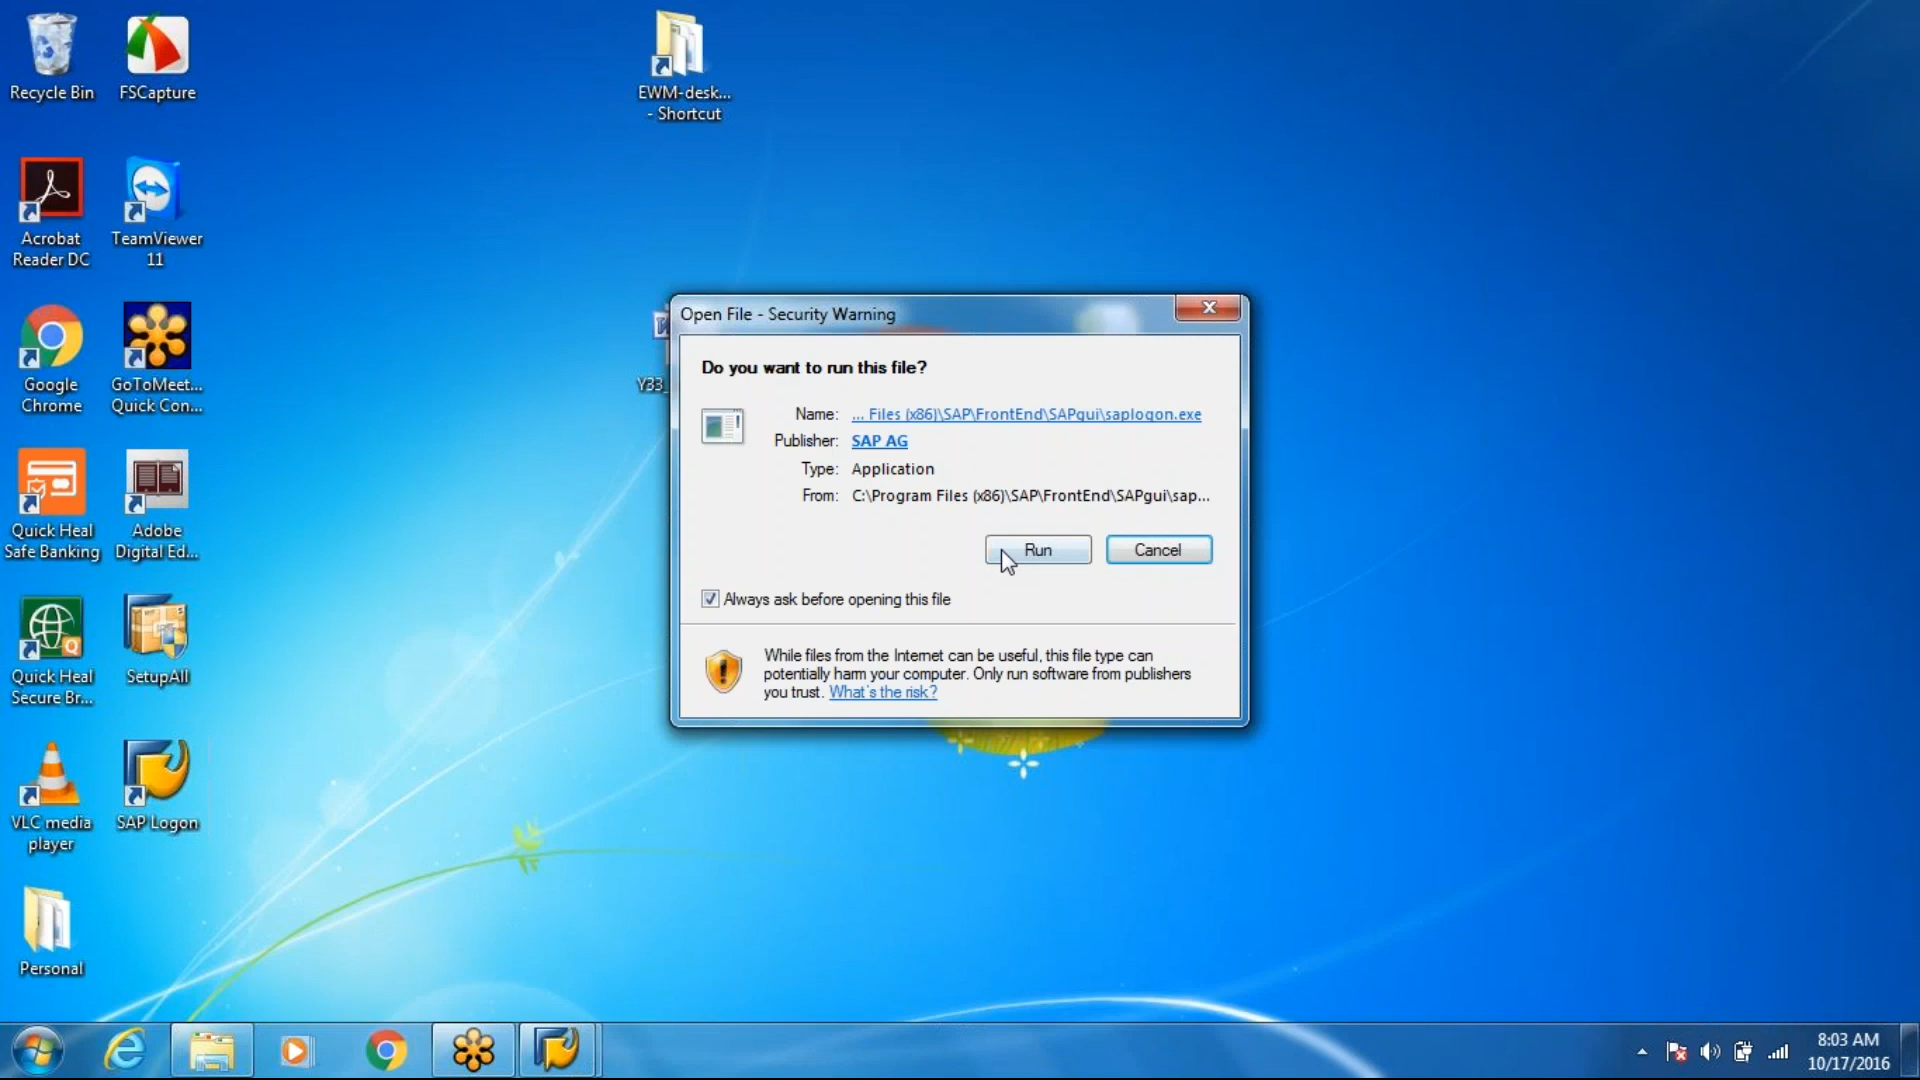 Recycle Bin
FSCapture
EWM-desk...
- Shortcut
Acrobat
Reader DC
TeamViewer
11
Google
Chrome
GoToMeet...
Quick Con...
Quick Heal
Safe Banking
Adobe
Digital Ed...
Quick Heal
Secure Br...
SetupAll
VLC media
player
SAP Logon
Personal
Y33_
Open File - Security Warning
Do you want to run this file?
Name: ... Files (x86)\SAP\FrontEnd\SAPgui\saplogon.exe
Publisher: SAP AG
Type: Application
From: C:\Program Files (x86)\SAP\FrontEnd\SAPgui\sap...
Run Cancel
Always ask before opening this file
While files from the Internet can be useful, this file type can
potentially harm your computer. Only run software from publishers
you trust. What's the risk?
8:03 AM
10/17/2016